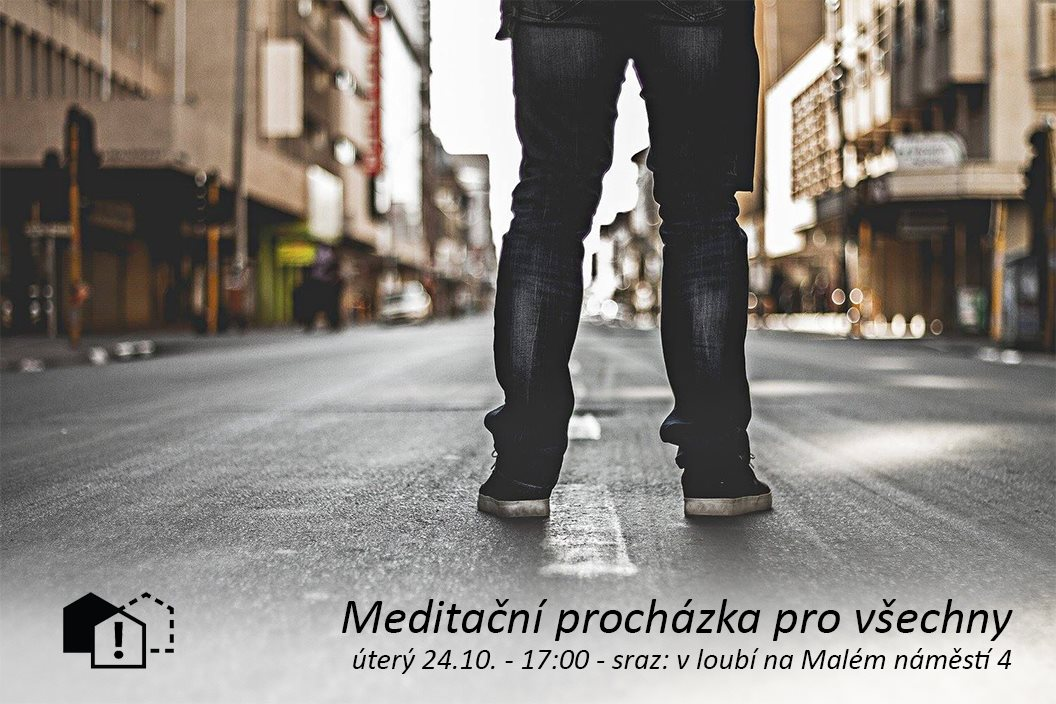 Meditační procházka pro všechny
úterý 24.10. - 17:00 - sraz: v loubí na Malém náměstí 4